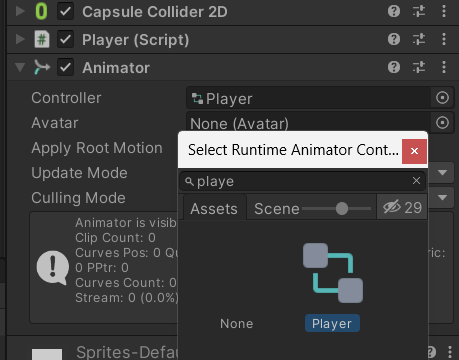 Capsule Collider 2D
Player (Script)
Animator
Controller
Player
Avatar
None (Avatar)
Apply Root Motion
Update Mode
Culling Mode
Select Runtime Animator Cont...
playe
Assets
Scene
29
Animator is visib
Clip Count: 0
Curves Pos: 0 Qu
ric:
0 PPtr: 0
Curves Count: 0
Stream: 0 (0.0%)
None
Player
Sprites-Defau